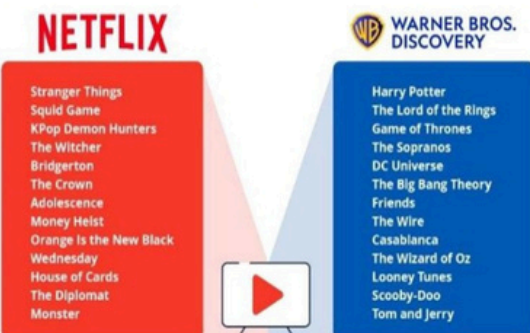 NETFLIX
Stranger Things
Squid Game
KPop Demon Hunters
The Witcher
Bridgerton
The Crown
Adolescence
Money Heist
Orange Is the New Black
Wednesday
House of Cards
The Diplomat
Monster
WB
WARNER BROS.
DISCOVERY
Harry Potter
The Lord of the Rings
Game of Thrones
The Sopranos
DC Universe
The Big Bang Theory
Friends
The Wire
Casablanca
The Wizard of Oz
Looney Tunes
Scooby-Doo
Tom and Jerry